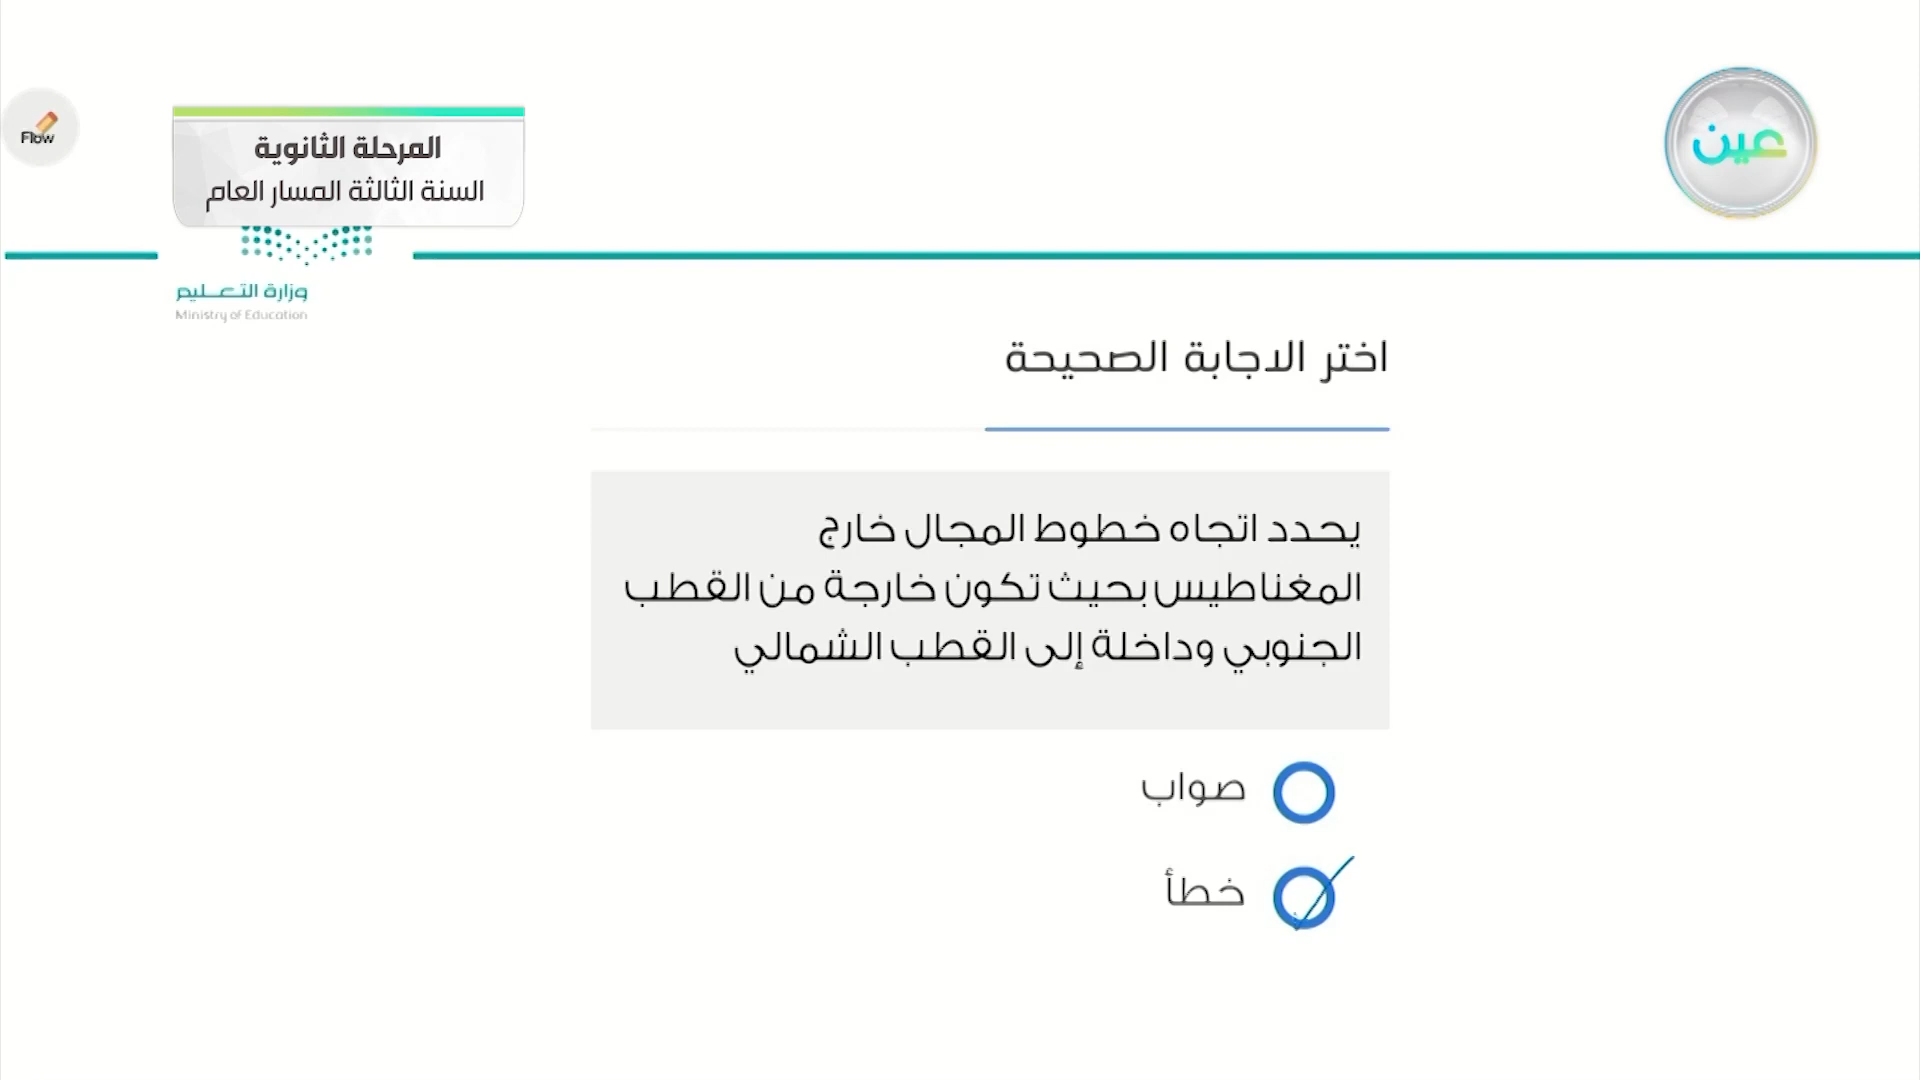 عين
Flow
المرحلة الثانوية
السنة الثالثة المسار العام
وزارة التعليم
Ministry of Education
اختر الاجابة الصحيحة
يحدد اتجاه خطوط المجال خارج
المغناطيس بحيث تكون خارجة من القطب
الجنوبي وداخلة إلى القطب الشمالي
صواب
خطأ